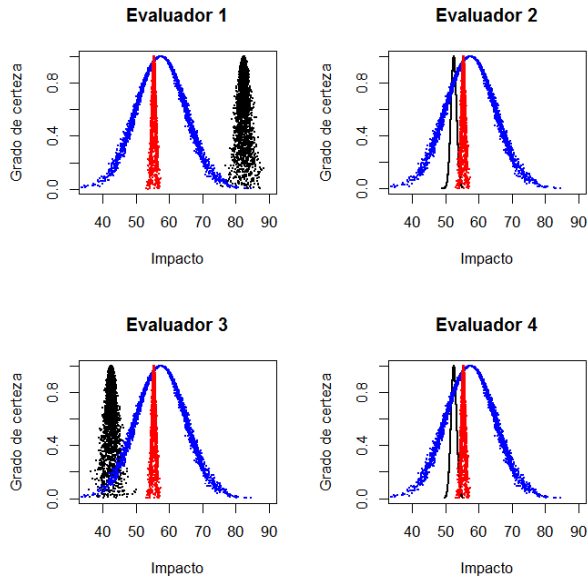 Evaluador 1
Grado de certeza
0.0 0.4 0.8
40 50 60 70 80 90
Impacto
Evaluador 2
Grado de certeza
0.0 0.4 0.8
40 50 60 70 80 90
Impacto
Evaluador 3
Grado de certeza
0.0 0.4 0.8
40 50 60 70 80 90
Impacto
Evaluador 4
Grado de certeza
0.0 0.4 0.8
40 50 60 70 80 90
Impacto